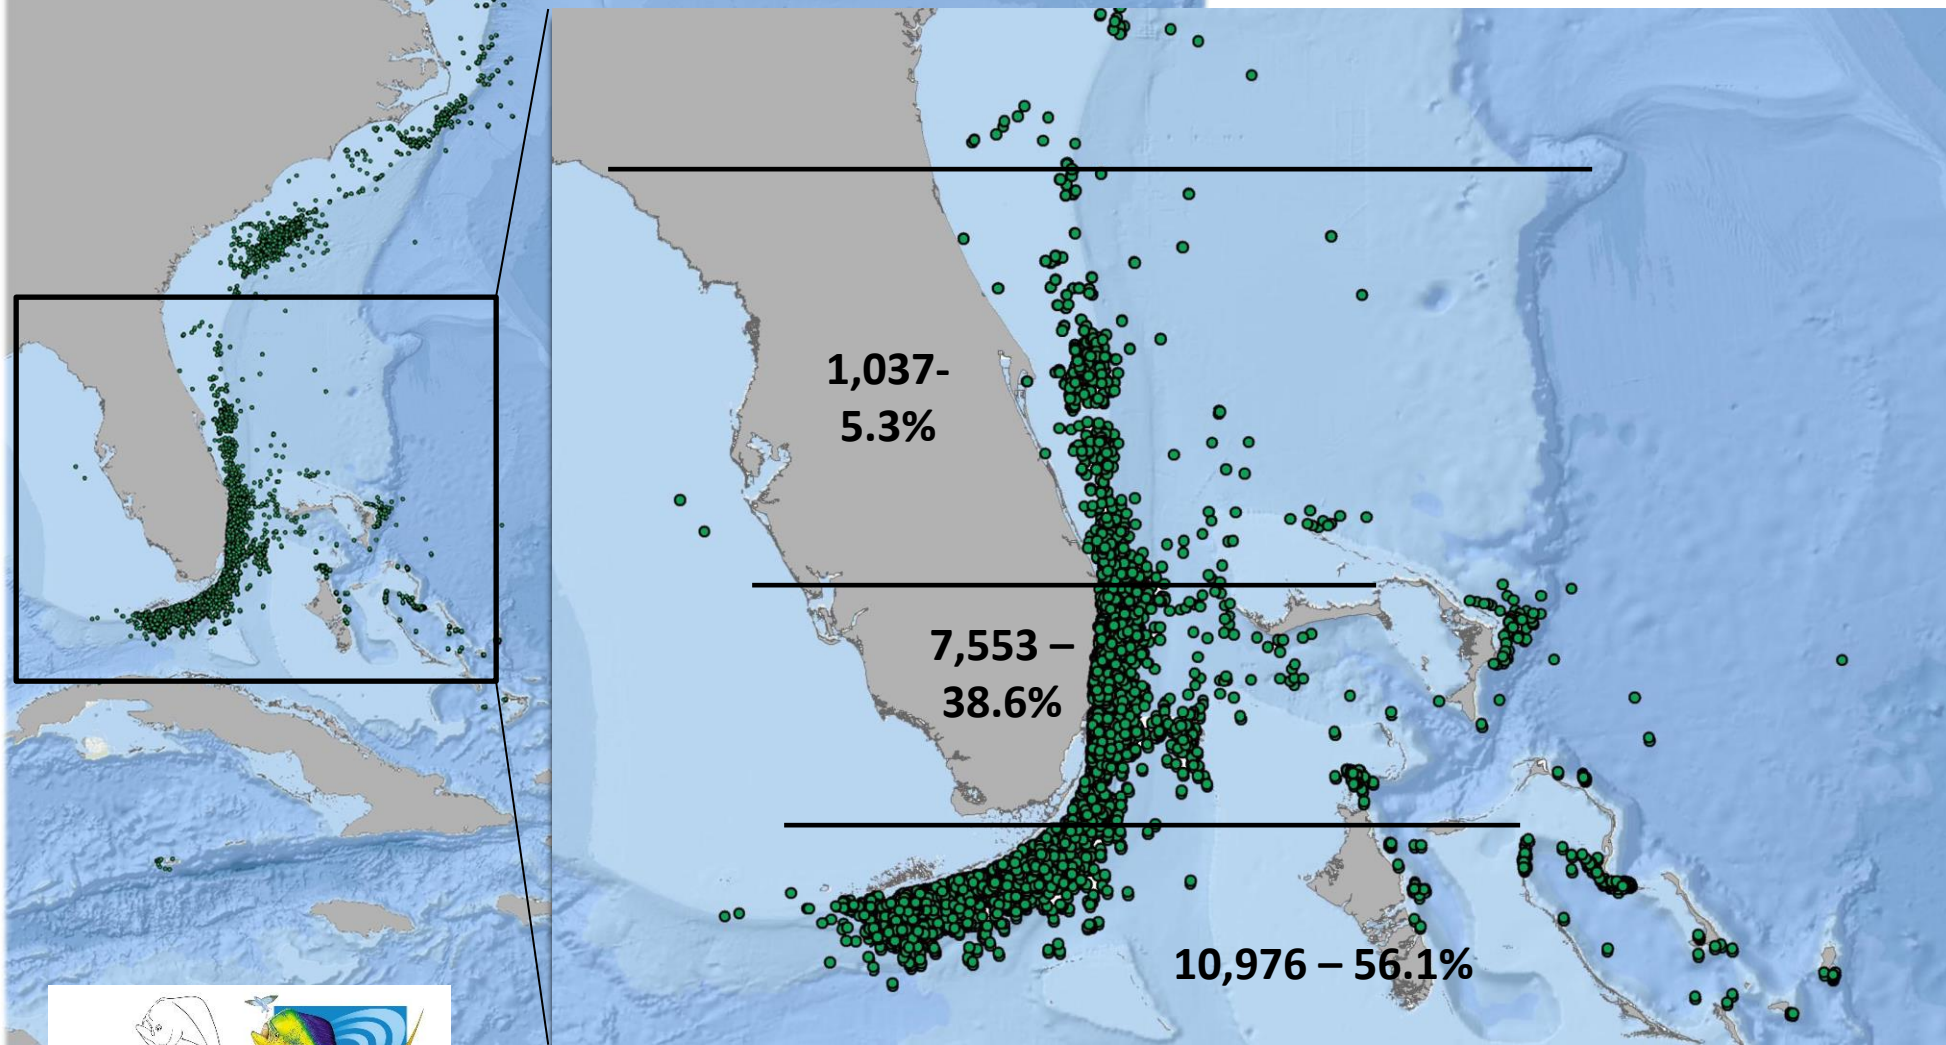 1,037-
5.3%
7,553 –
38.6%
10,976 – 56.1%